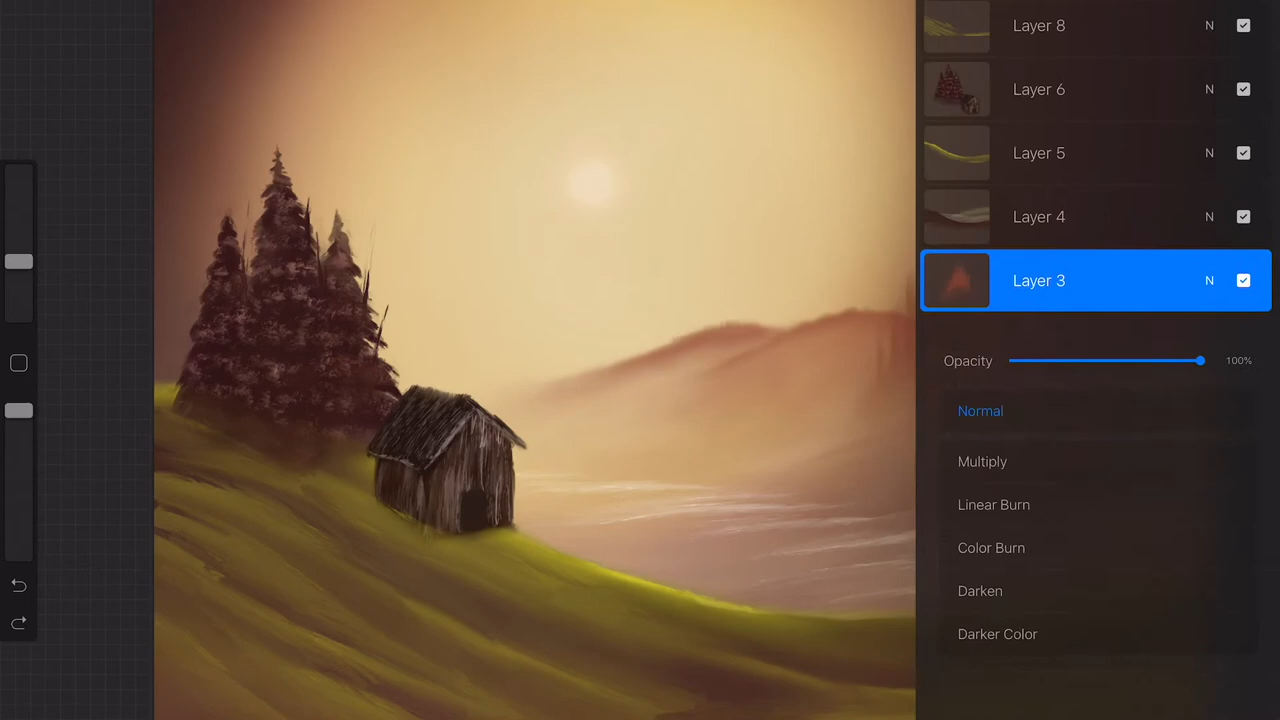 Layer 8 N
Layer 6 N
Layer 5 N
Layer 4 N
Layer 3 N
Opacity 100%
Normal
Multiply
Linear Burn
Color Burn
Darken
Darker Color